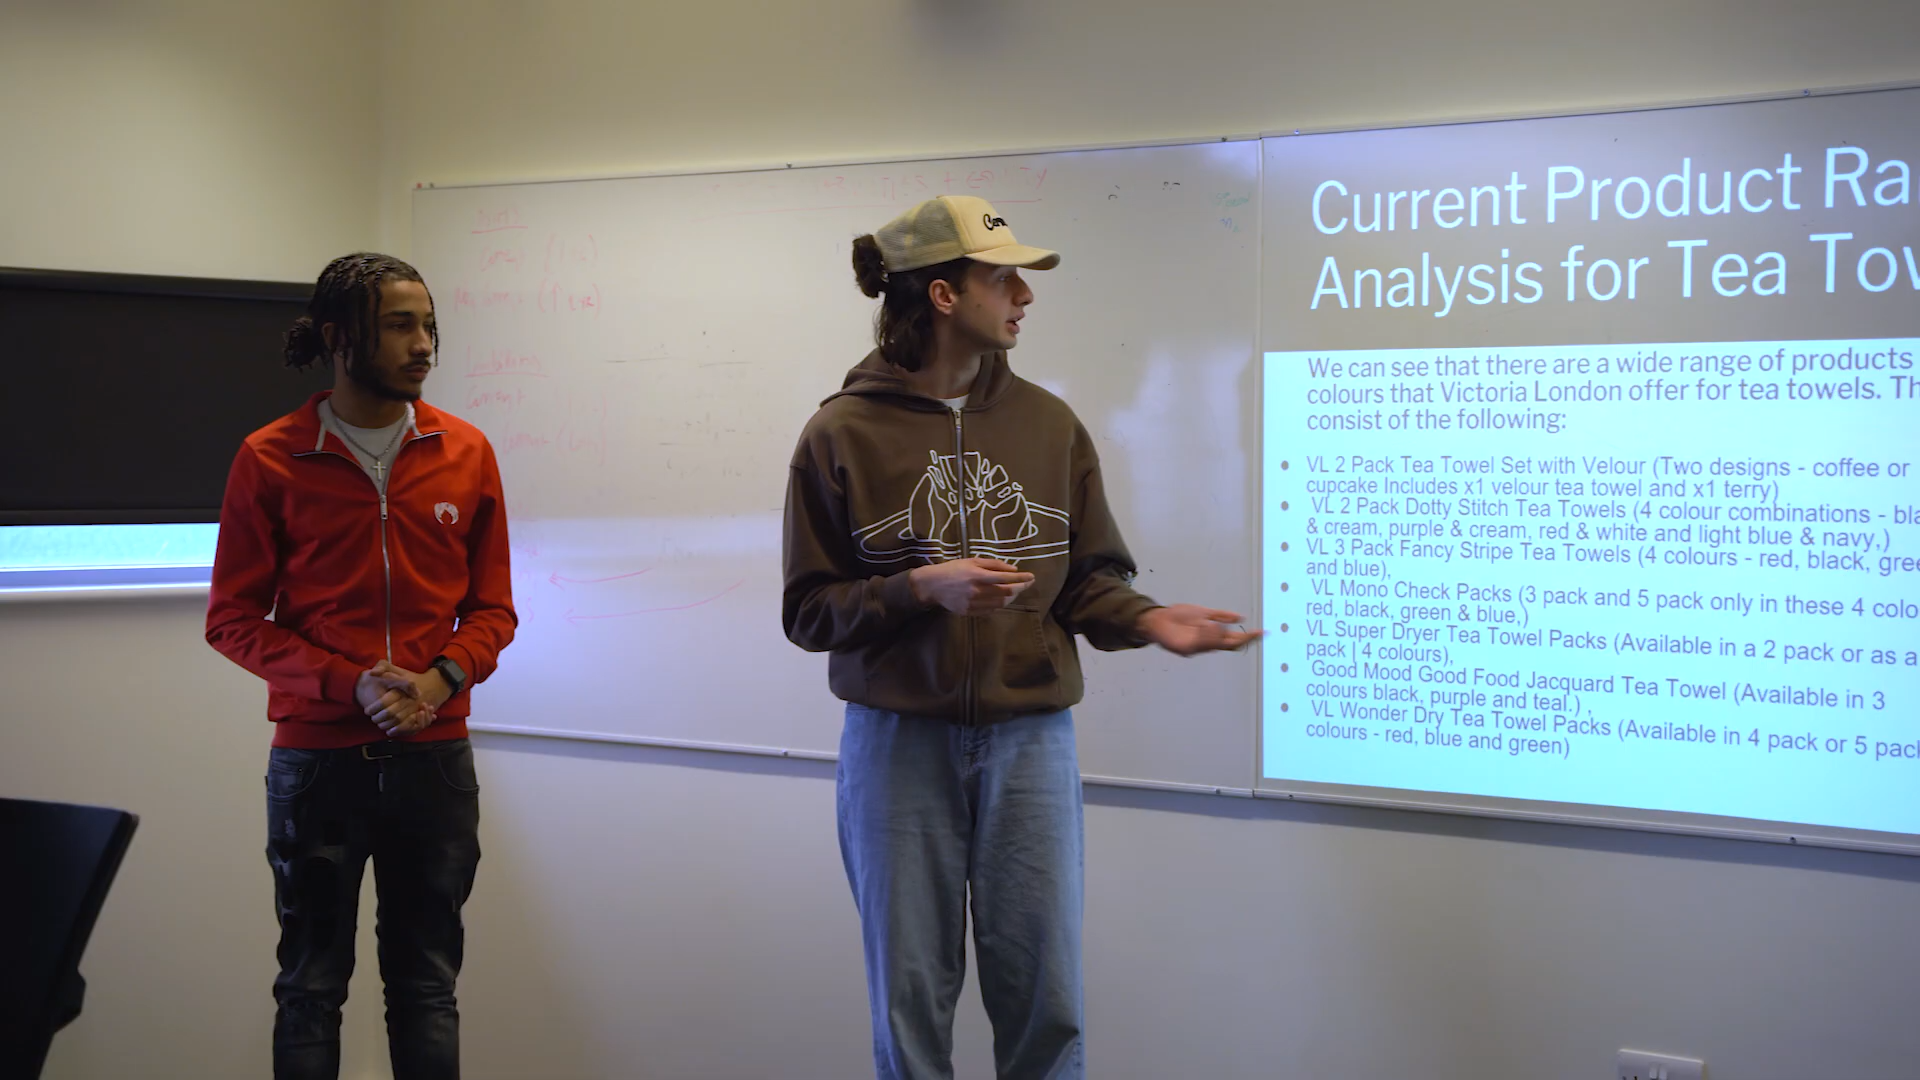 Current Product Ra
Analysis for Tea Tow
We can see that there are a wide range of products
colours that Victoria London offer for tea towels. Th
consist of the following:
VL 2 Pack Tea Towel Set with Velour (Two designs - coffee or
cupcake Includes x1 velour tea towel and x1 terry)
VL 2 Pack Dotty Stitch Tea Towels (4 colour combinations - bla
& cream, purple & cream, red & white and light blue & navy,)
VL 3 Pack Fancy Stripe Tea Towels (4 colours - red, black, gree
and blue),
VL Mono Check Packs (3 pack and 5 pack only in these 4 colo
red, black, green & blue,)
VL Super Dryer Tea Towel Packs (Available in a 2 pack or as a
pack | 4 colours),
Good Mood Good Food Jacquard Tea Towel (Available in 3
colours black, purple and teal.) ,
VL Wonder Dry Tea Towel Packs (Available in 4 pack or 5 pack
colours - red, blue and green)